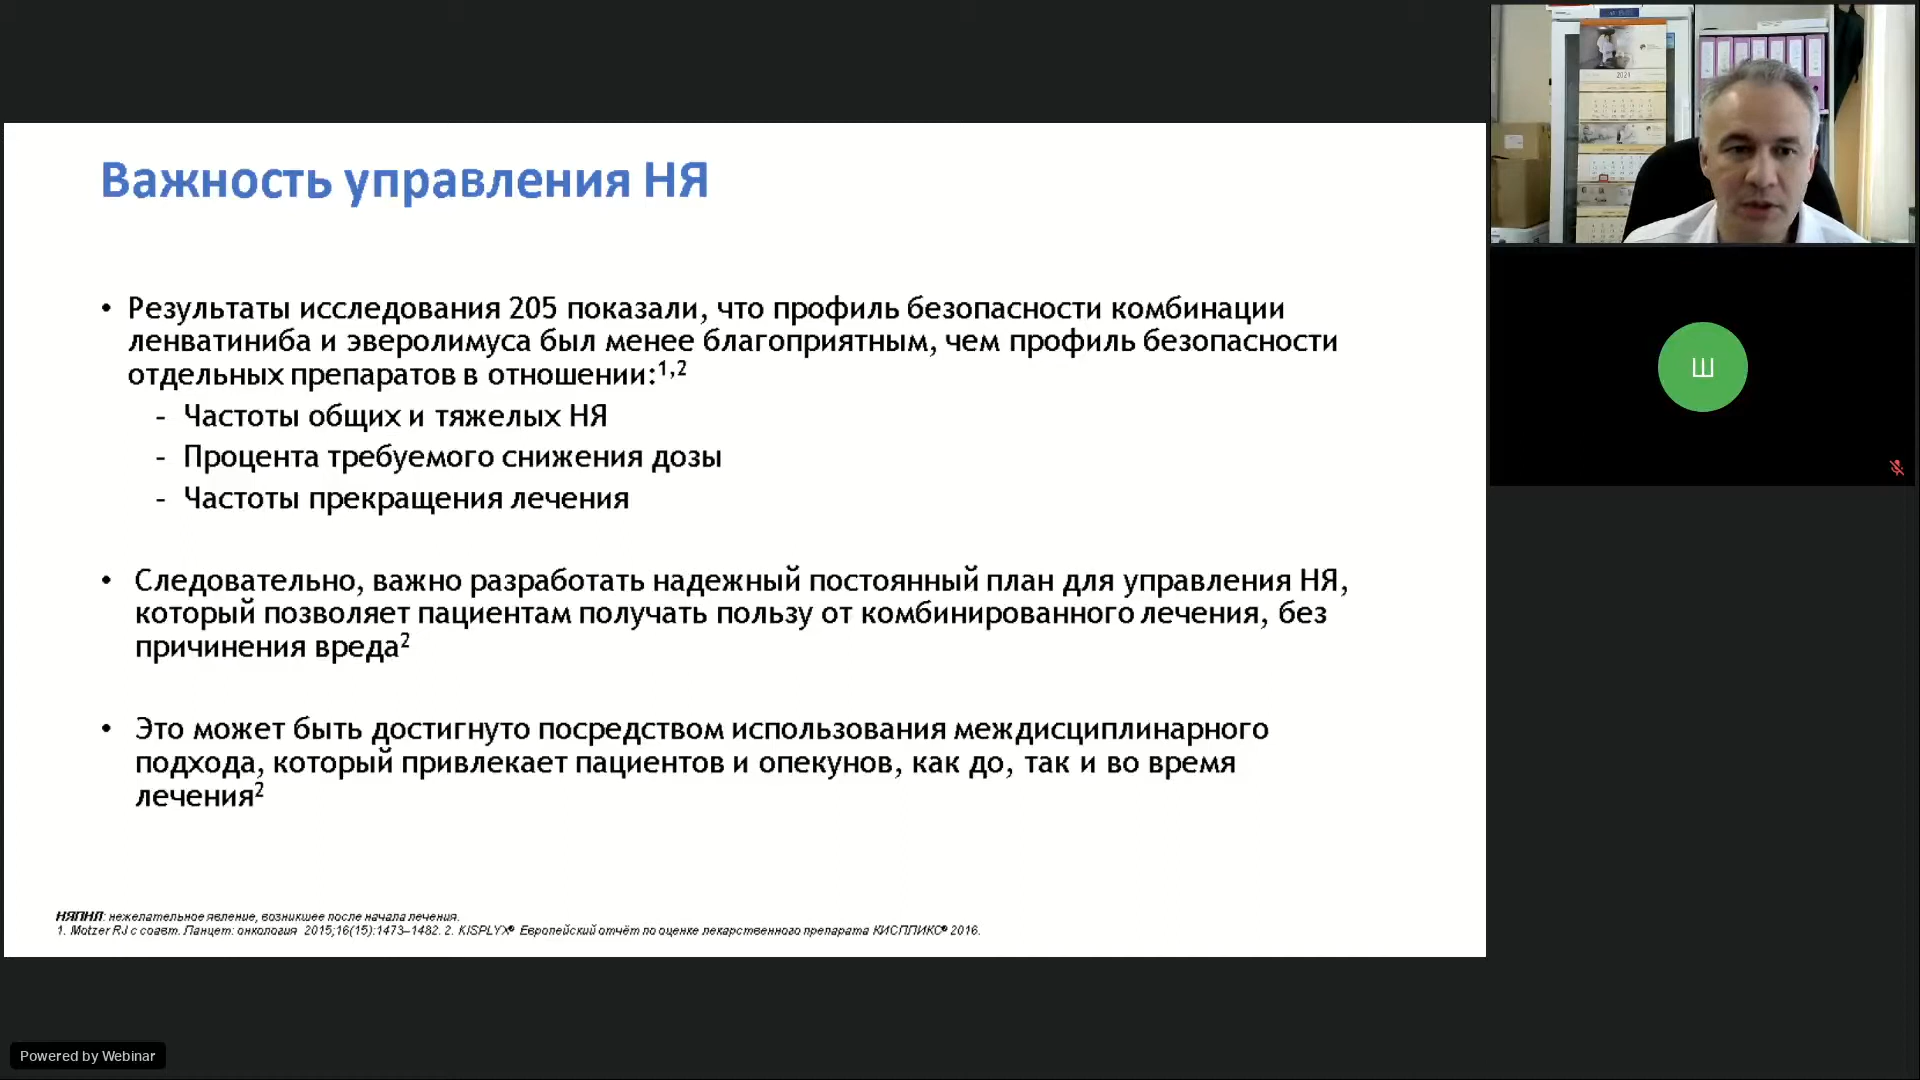 Важность управления НЯ
• Результаты исследования 205 показали, что профиль безопасности комбинации
ленватиниба и эверолимуса был менее благоприятным, чем профиль безопасности
отдельных препаратов в отношении:1,2
- Частоты общих и тяжелых НЯ
- Процента требуемого снижения дозы
- Частоты прекращения лечения
• Следовательно, важно разработать надежный постоянный план для управления НЯ,
который позволяет пациентам получать пользу от комбинированного лечения, без
причинения вреда2
• Это может быть достигнуто посредством использования междисциплинарного
подхода, который привлекает пациентов и опекунов, как до, так и во время
лечения2
НЯПНЛ: нежелательное явление, возникшее после начала лечения.
1. Motzer RJ с соавт. Ланцет: онкология 2015;16(15):1473–1482. 2. KISPLYX® Европейский отчёт по оценке лекарственного препарата КИСПЛИКС® 2016.
2021
Ш
Powered by Webinar